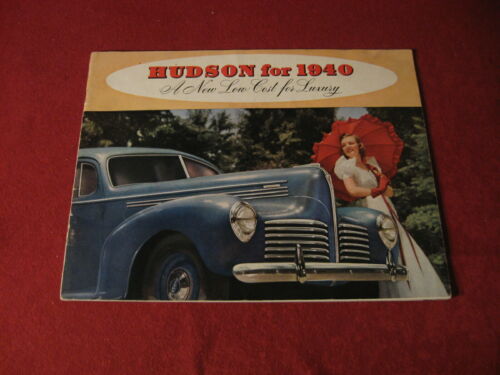 HUDSON for 1940
A New Low Cost for Luxury